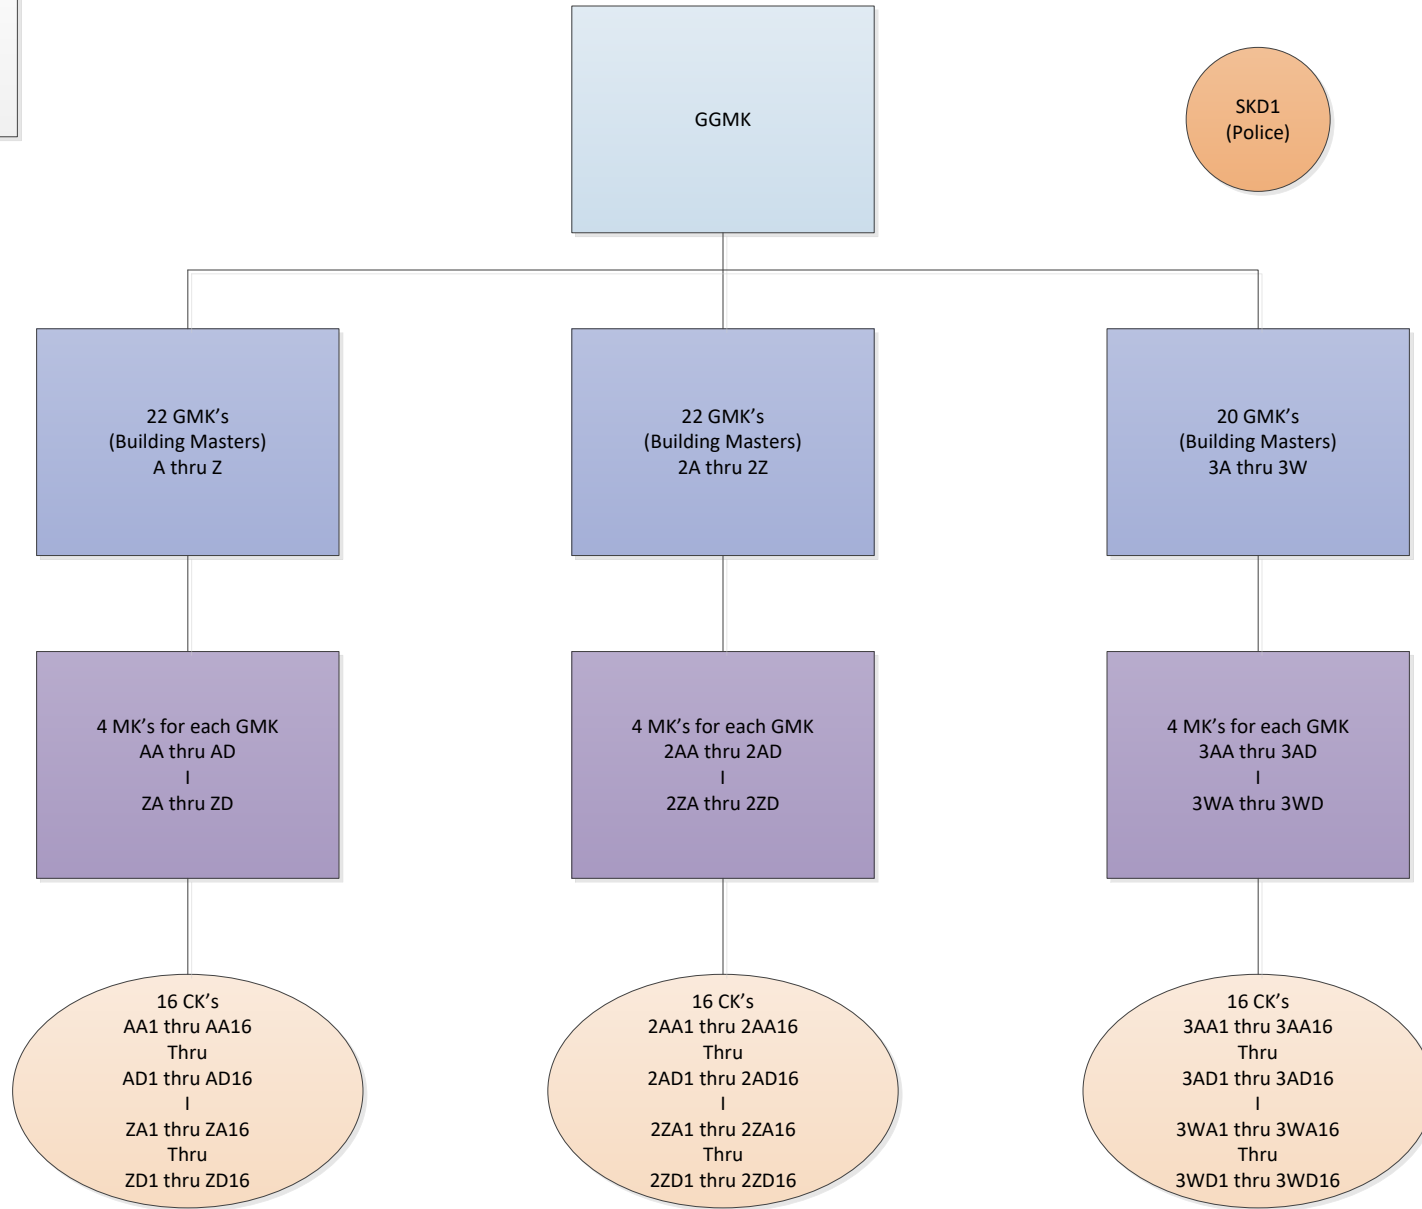 GGMK
SKD1
(Police)
22 GMK’s
(Building Masters)
A thru Z
22 GMK’s
(Building Masters)
2A thru 2Z
20 GMK’s
(Building Masters)
3A thru 3W
4 MK’s for each GMK
AA thru AD
I
ZA thru ZD
4 MK’s for each GMK
2AA thru 2AD
I
2ZA thru 2ZD
4 MK’s for each GMK
3AA thru 3AD
I
3WA thru 3WD
16 CK’s
AA1 thru AA16
Thru
AD1 thru AD16
I
ZA1 thru ZA16
Thru
ZD1 thru ZD16
16 CK’s
2AA1 thru 2AA16
Thru
2AD1 thru 2AD16
I
2ZA1 thru 2ZA16
Thru
2ZD1 thru 2ZD16
16 CK’s
3AA1 thru 3AA16
Thru
3AD1 thru 3AD16
I
3WA1 thru 3WA16
Thru
3WD1 thru 3WD16